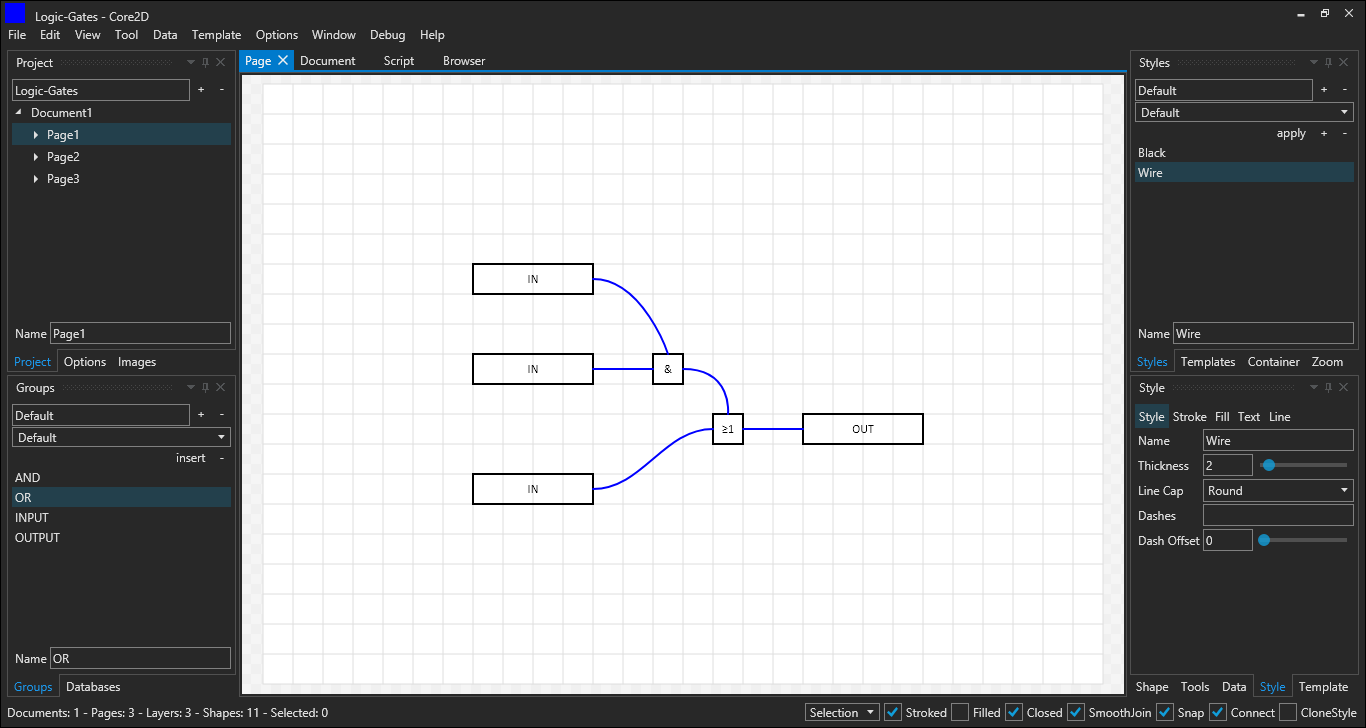 Logic-Gates - Core2D
File Edit View Tool Data Template Options Window Debug Help
Project
Logic-Gates + -
Document1
Page1
Page2
Page3
Name Page1
Project Options Images
Groups
Default + -
Default
insert -
AND
OR
INPUT
OUTPUT
Name OR
Groups Databases
Page Document Script Browser
IN
IN &
≥1 OUT
IN
Styles
Default + -
Default
apply + -
Black
Wire
Name Wire
Styles Templates Container Zoom
Style
Style Stroke Fill Text Line
Name Wire
Thickness 2
Line Cap Round
Dashes
Dash Offset 0
Shape Tools Data Style Template
Documents: 1 - Pages: 3 - Layers: 3 - Shapes: 11 - Selected: 0
Selection Stroked Filled Closed SmoothJoin Snap Connect CloneStyle